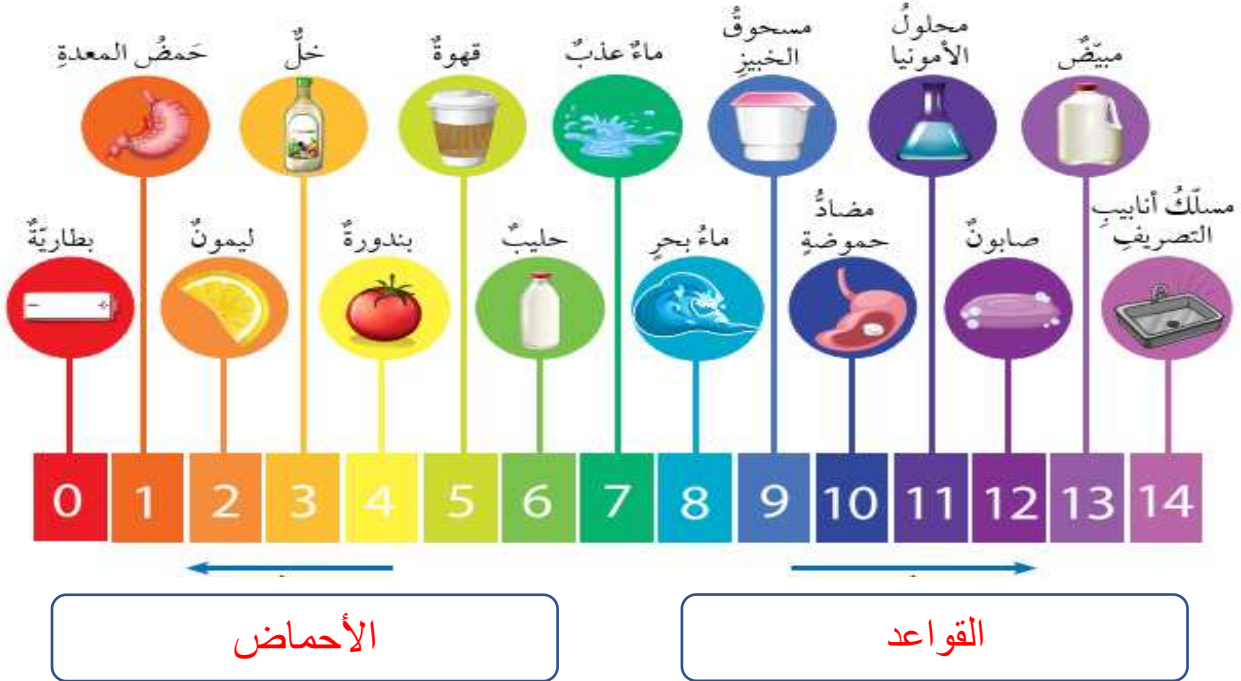 حَمضُ المعدةِ
خلٌّ
قهوةٌ
ماءٌ عذبٌ
مسحوقُ
الخبيزِ
محلولُ
الأمونيا
مبيّضٌ
بطاريّةٌ
ليمونٌ
بندورةٌ
حليبٌ
ماءُ بحرٍ
مضادُّ
حموضةٍ
صابونٌ
مسلّكُ أنابيبِ
التصريفِ
0 1 2 3 4 5 6 7 8 9 10 11 12 13 14
الأحماض
القواعد